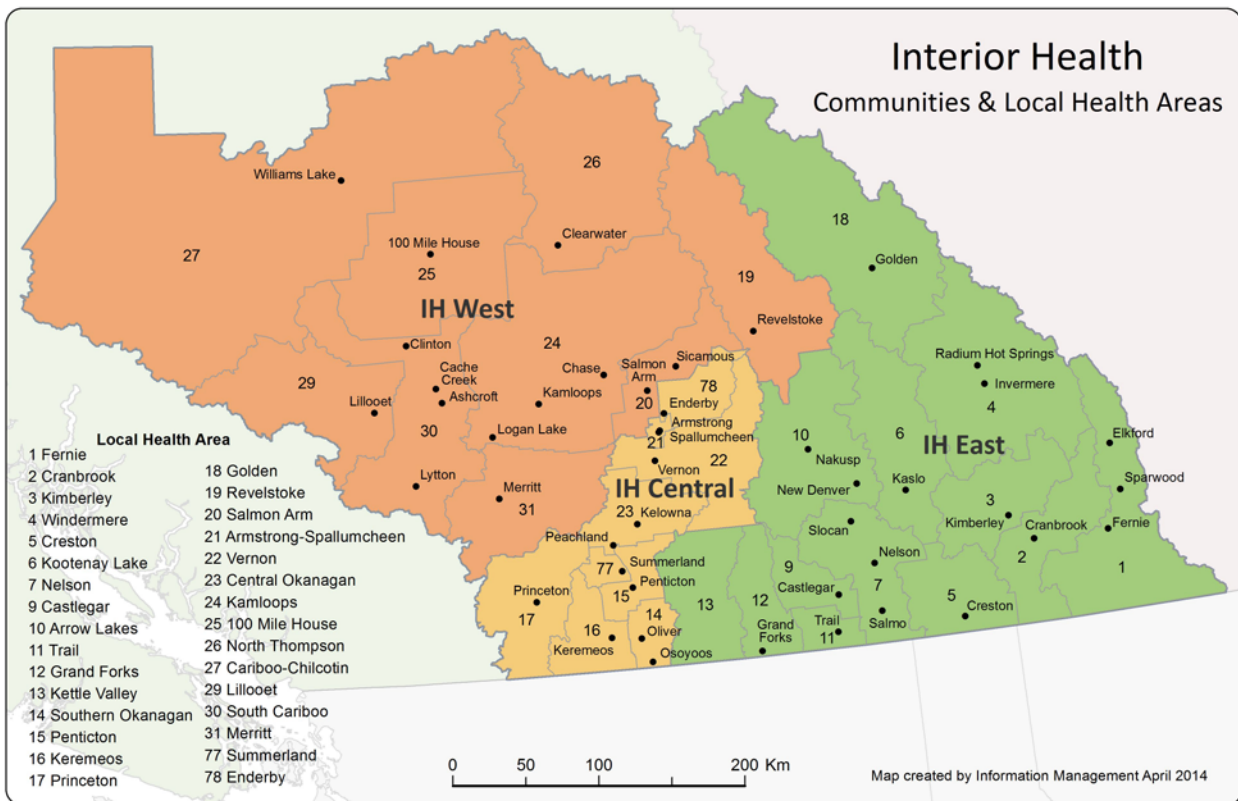 Interior Health
Communities & Local Health Areas
26
Williams Lake
18
Clearwater
100 Mile House
27
Golden
25
19
IH West
Revelstoke
24
Clinton
Sicamous
Radium Hot Springs
Chase
Salmon
Arm
Cache
Creek
29
78
Invermere
Ashcroft
Kamloops
20
4
Lillooet
Enderby
Armstrong
Spallumcheen
30
Logan Lake
21
10
6
IH East
Elkford
Nakusp
22
Vernon
Lytton
Merritt
IH Central
New Denver
Kaslo
Sparwood
31
3
23
Kelowna
Kimberley
Cranbrook
Fernie
Peachland
Slocan
2
77
Summerland
Nelson
1
Princeton
15
Penticton
9
Castlegar
7
5
13
12
17
14
Creston
16
Oliver
Grand
Forks
Trail
11
Salmo
Keremeos
Osoyoos
Local Health Area
1 Fernie
2 Cranbrook
3 Kimberley
4 Windermere
5 Creston
6 Kootenay Lake
7 Nelson
9 Castlegar
10 Arrow Lakes
11 Trail
12 Grand Forks
13 Kettle Valley
14 Southern Okanagan
15 Penticton
16 Keremeos
17 Princeton
18 Golden
19 Revelstoke
20 Salmon Arm
21 Armstrong-Spallumcheen
22 Vernon
23 Central Okanagan
24 Kamloops
25 100 Mile House
26 North Thompson
27 Cariboo-Chilcotin
29 Lillooet
30 South Cariboo
31 Merritt
77 Summerland
78 Enderby
0 50 100 200 Km
Map created by Information Management April 2014